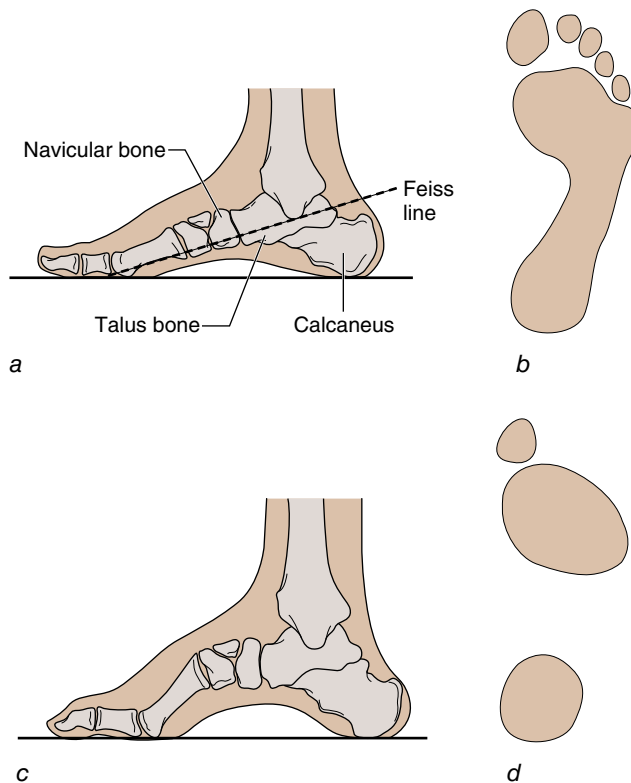 Navicular bone
Feiss
line
Talus bone
Calcaneus
a
b
c
d